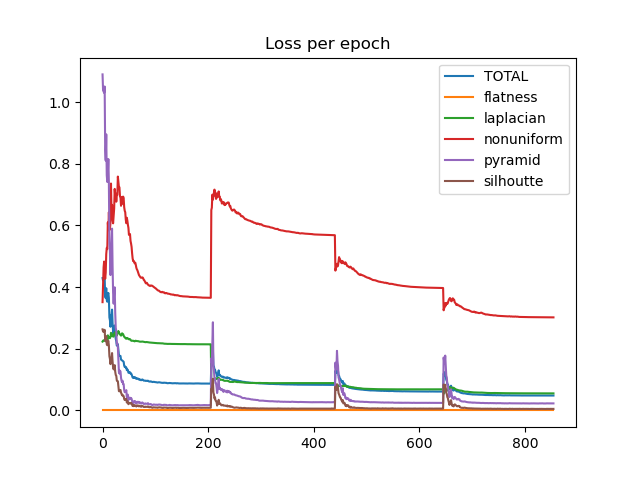 Loss per epoch
TOTAL
flatness
laplacian
nonuniform
pyramid
silhoutte
1.0
0.8
0.6
0.4
0.2
0.0
0
200
400
600
800